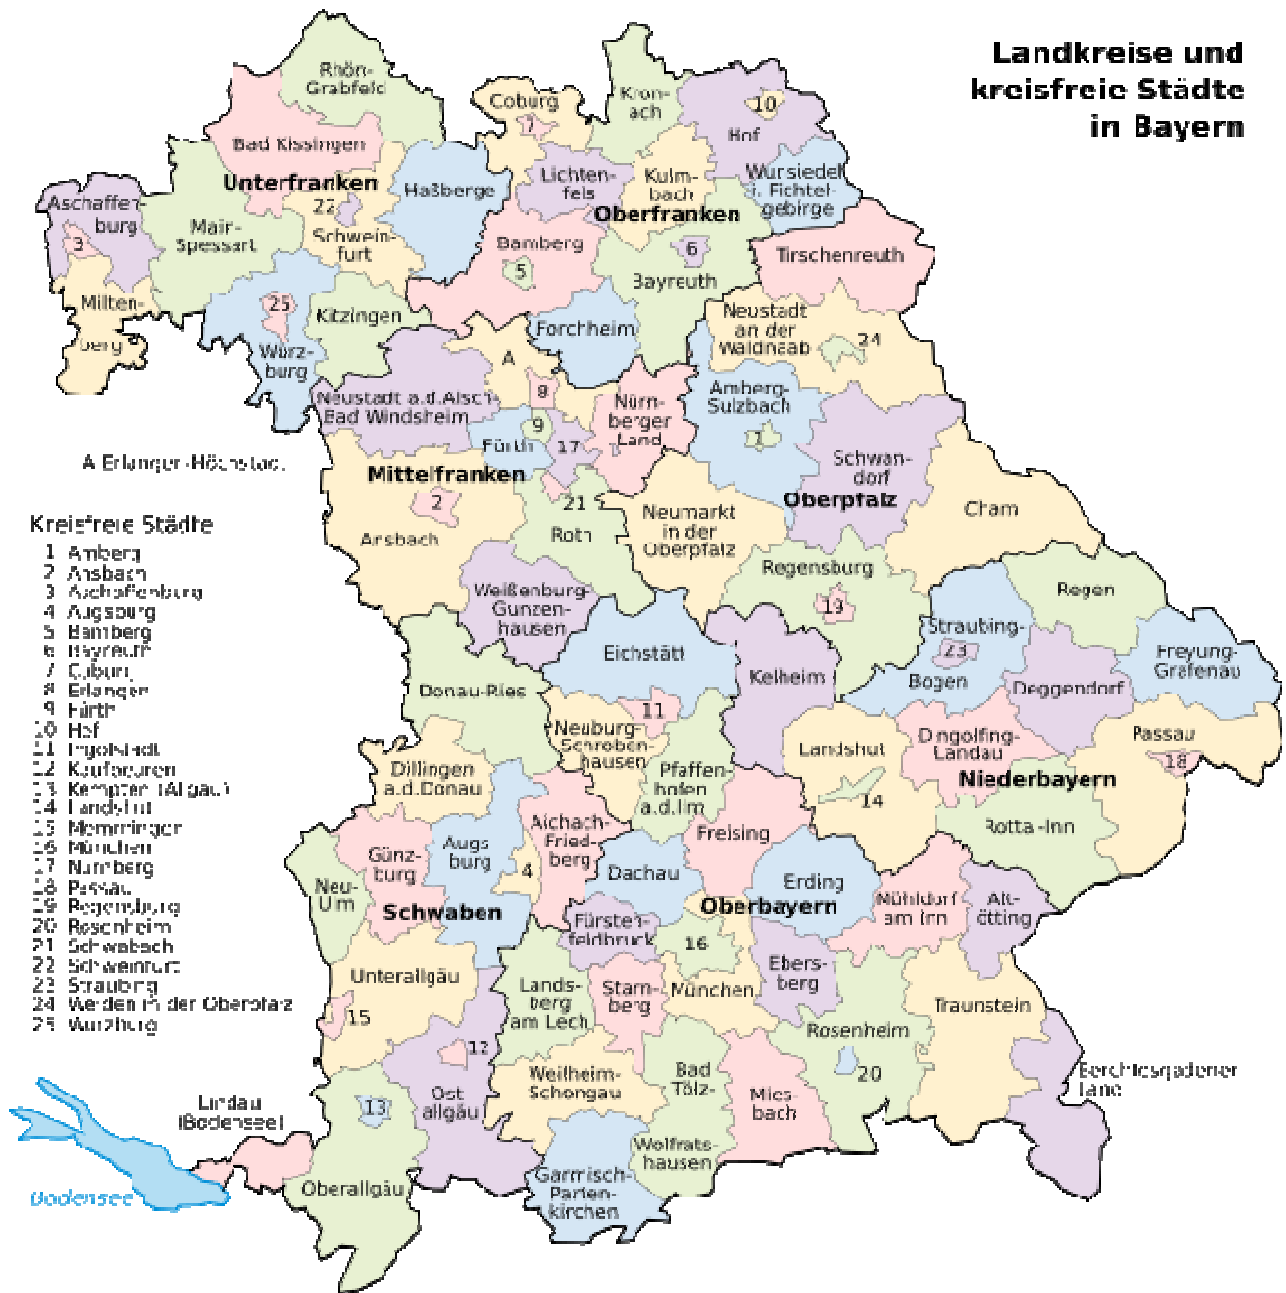 Landkreise und
kreisfreie Städte
in Bayern
Rhön-
Grabfeld
Coburg
7
Kron-
ach
10
Hof
Bad Kissingen
Unterfranken
Haßberge
Lichten-
fels
Kulm-
bach
Wunsiedel
i. Fichtel-
gebirge
Oberfranken
Aschaffen-
burg
3
Main-
Spessart
22
Schwein-
furt
Bamberg
5
6
Bayreuth
Tirschenreuth
Milten-
berg
25
Kitzingen
Würz-
burg
Forchheim
A
Neustadt
an der
Waldnaab
24
Neustadt a.d.Aisch-
Bad Windsheim
8
9
Fürth
17
Nürn-
berger
Land
Amberg-
Sulzbach
1
A Erlangen-Höchstadt
Mittelfranken
2
Ansbach
21
Roth
Neumarkt
in der
Oberpfalz
Schwan-
dorf
Oberpfalz
Cham
Kreisfreie Städte
1 Amberg
2 Ansbach
3 Aschaffenburg
4 Augsburg
5 Bamberg
6 Bayreuth
7 Coburg
8 Erlangen
9 Fürth
10 Hof
11 Ingolstadt
12 Kaufbeuren
13 Kempten (Allgäu)
14 Landshut
15 Memmingen
16 München
17 Nürnberg
18 Passau
19 Regensburg
20 Rosenheim
21 Schwabach
22 Schweinfurt
23 Straubing
24 Weiden in der Oberpfalz
25 Würzburg
Weißenburg-
Gunzen-
hausen
Regensburg
19
Regen
Straubing-
23
Bogen
Freyung-
Grafenau
Deggendorf
Eichstätt
Kelheim
Donau-Ries
11
Neuburg-
Schroben-
hausen
Pfaffen-
hofen
a.d.Ilm
Landshut
14
Dingolfing-
Landau
Niederbayern
Passau
18
Rottal-Inn
Dillingen
a.d.Donau
Aichach-
Fried-
berg
Freising
Günz-
burg
Augs
burg
4
Dachau
Erding
Neu-
Ulm
Schwaben
Oberbayern
Mühldorf
am Inn
Alt-
ötting
Fürsten-
feldbruck
16
Unterallgäu
15
Lands-
berg
am Lech
Starn-
berg
München
Ebers-
berg
Rosenheim
20
Traunstein
12
Ost
allgäu
Weilheim-
Schongau
Bad
Tölz-
Wolfrats-
hausen
Mies-
bach
Berchtesgadener
Land
13
Lindau
(Bodensee)
Bodensee
Oberallgäu
Garmisch-
Parten-
kirchen